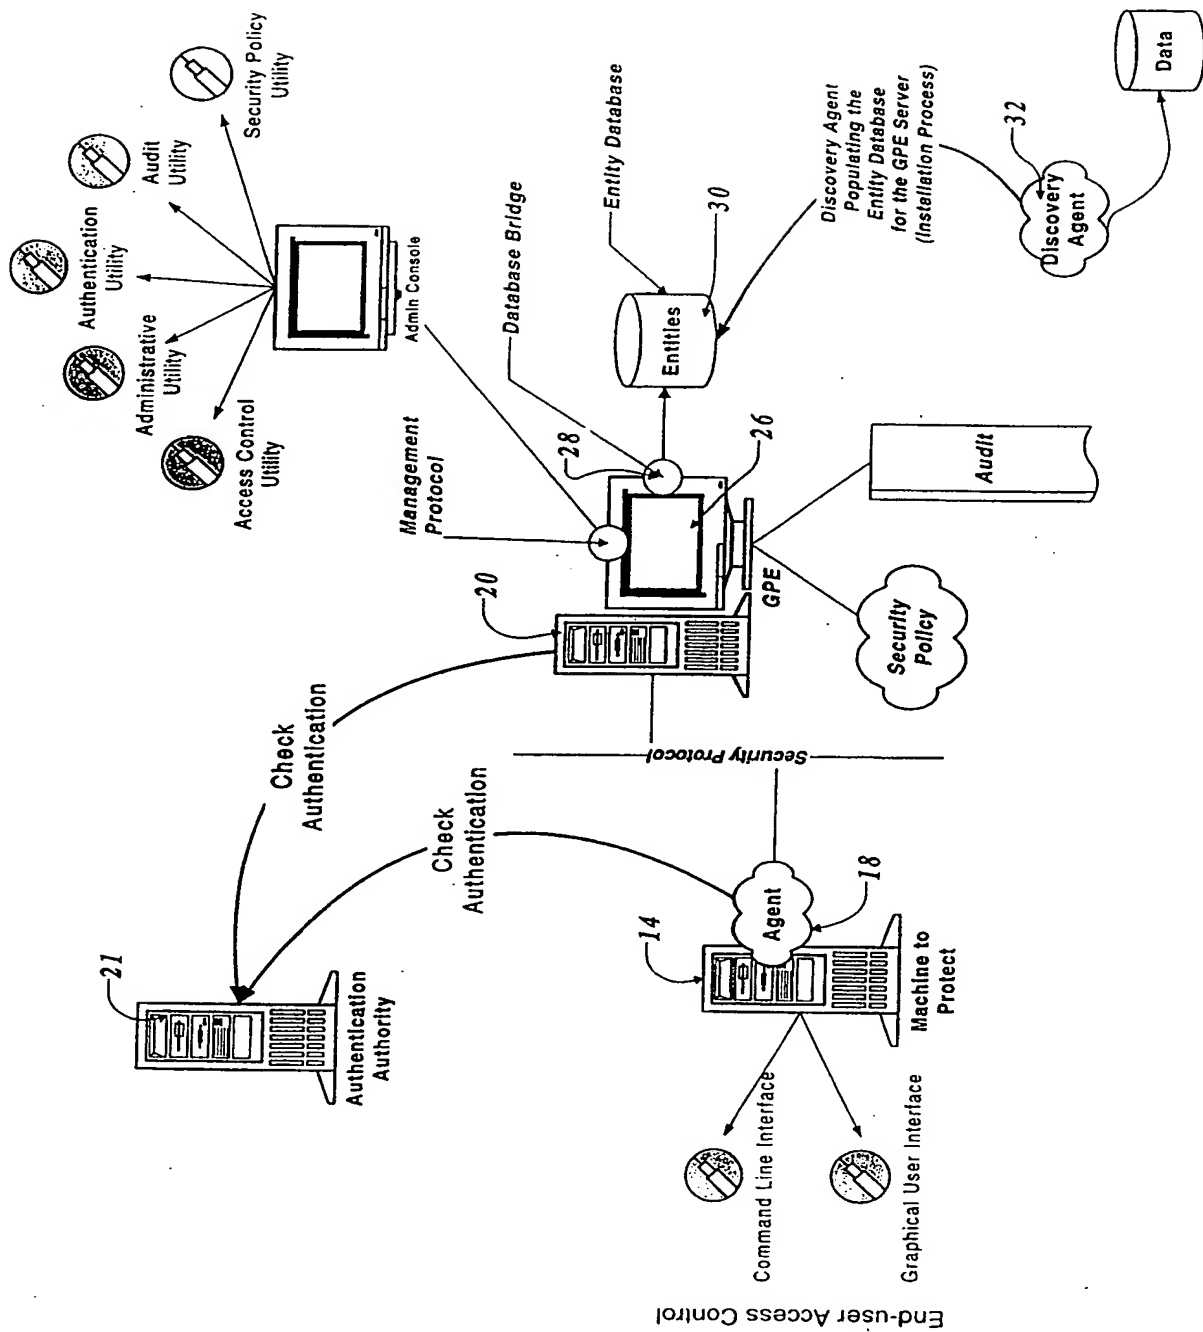 Security Policy
Utility
Audit
Utility
Authentication
Utility
Administrative
Utility
Access Control
Utility
Admin Console
Management
Protocol
Database Bridge
Entity Database
28
30
Entities
26
20
GPE
Discovery Agent
Populating the
Entity Database
for the GPE Server
(Installation Process)
32
Discovery
Agent
Data
Audit
Security
Policy
Security Protocol
Check
Authentication
Check
Authentication
21
Authentication
Authority
Agent
18
14
Machine to
Protect
Command Line Interface
Graphical User Interface
End-user Access Control